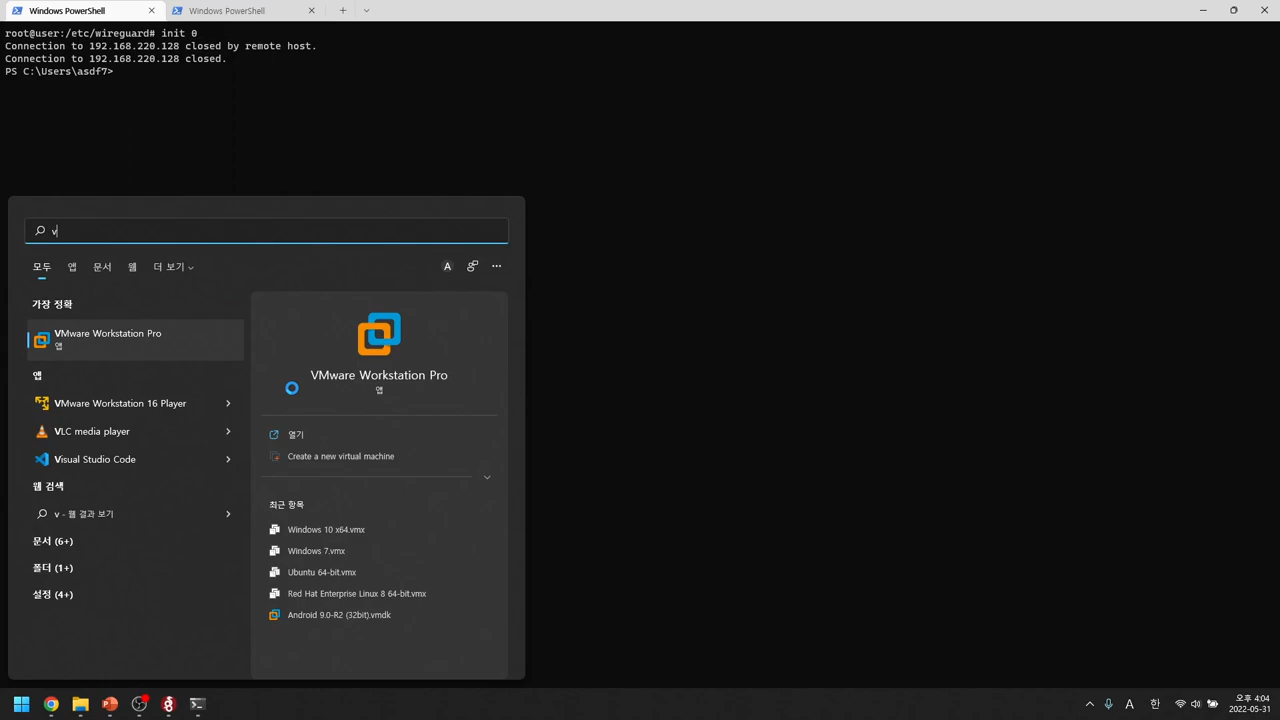 Windows PowerShell
Windows PowerShell
root@user:/etc/wireguard# init 0
Connection to 192.168.220.128 closed by remote host.
Connection to 192.168.220.128 closed.
PS C:\Users\asdf7>
v
모두 앱 문서 웹 더 보기
A
가장 정확
VMware Workstation Pro
앱
앱
VMware Workstation 16 Player
VLC media player
Visual Studio Code
웹 검색
v - 웹 결과 보기
문서 (6+)
폴더 (1+)
설정 (4+)
VMware Workstation Pro
앱
열기
Create a new virtual machine
최근 항목
Windows 10 x64.vmx
Windows 7.vmx
Ubuntu 64-bit.vmx
Red Hat Enterprise Linux 8 64-bit.vmx
Android 9.0-R2 (32bit).vmdk
A 한
오후 4:04
2022-05-31